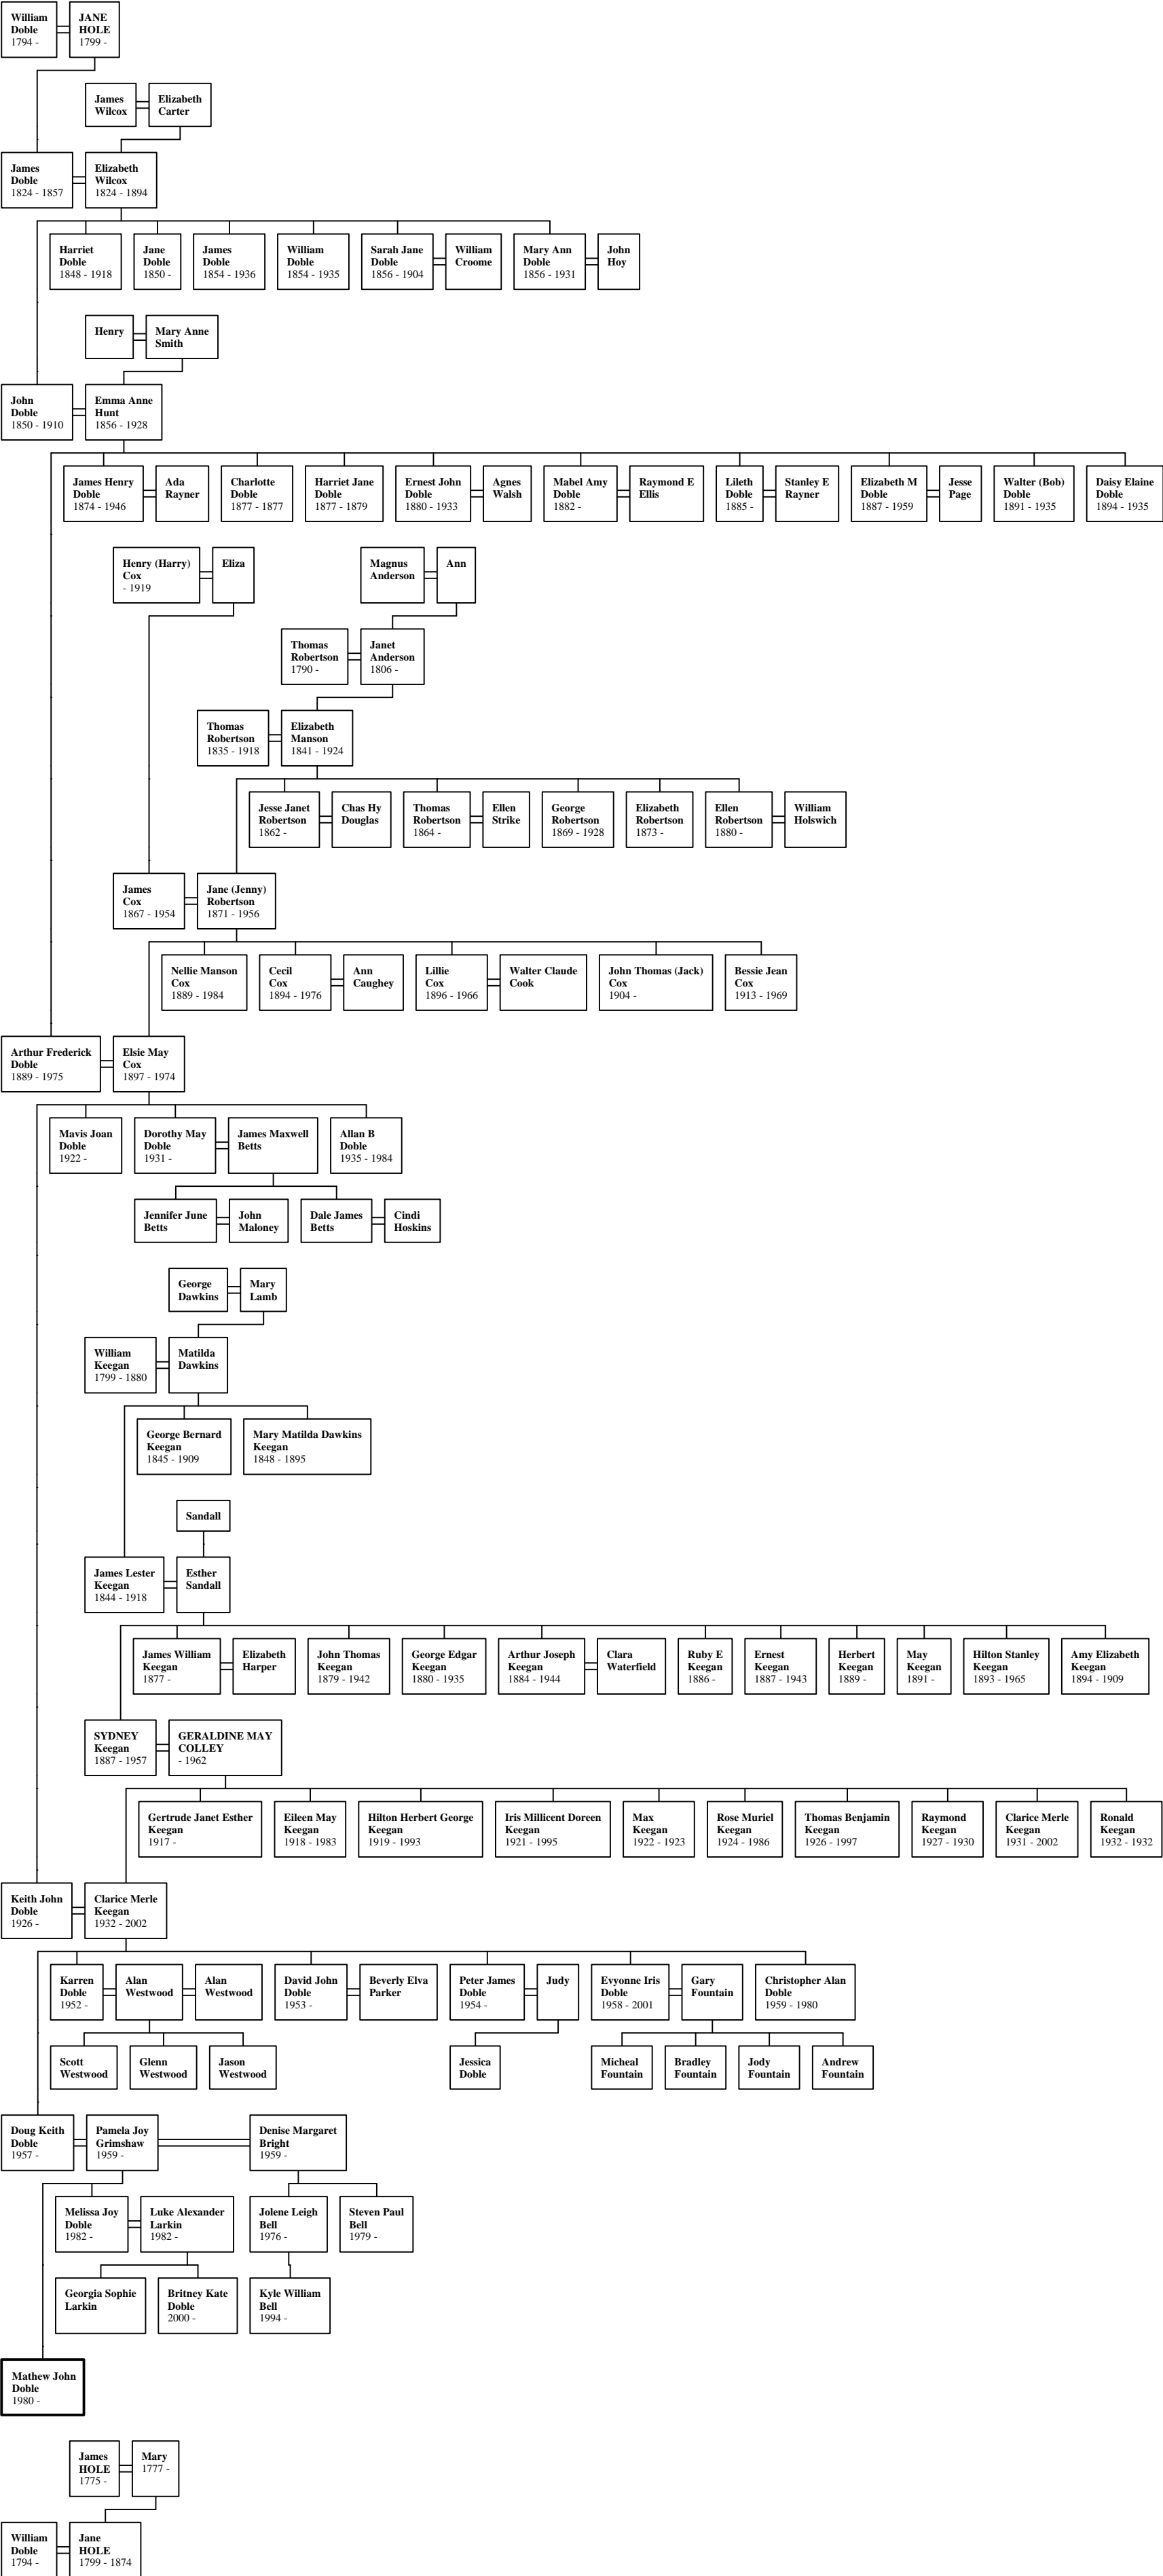 William
Doble
1794 -
JANE
HOLE
1799 -
James
Wilcox
Elizabeth
Carter
James
Doble
1824 - 1857
Elizabeth
Wilcox
1824 - 1894
Harriet
Doble
1848 - 1918
Jane
Doble
1850 -
James
Doble
1854 - 1936
William
Doble
1854 - 1935
Sarah Jane
Doble
1856 - 1904
William
Croome
Mary Ann
Doble
1856 - 1931
John
Hoy
Henry
Mary Anne
Smith
John
Doble
1850 - 1910
Emma Anne
Hunt
1856 - 1928
James Henry
Doble
1874 - 1946
Ada
Rayner
Charlotte
Doble
1877 - 1877
Harriet Jane
Doble
1877 - 1879
Ernest John
Doble
1880 - 1933
Agnes
Walsh
Mabel Amy
Doble
1882 -
Raymond E
Ellis
Lileth
Doble
1885 -
Stanley E
Rayner
Elizabeth M
Doble
1887 - 1959
Jesse
Page
Walter (Bob)
Doble
1891 - 1935
Daisy Elaine
Doble
1894 - 1935
Henry (Harry)
Cox
- 1919
Eliza
Magnus
Anderson
Ann
Thomas
Robertson
1790 -
Janet
Anderson
1806 -
Thomas
Robertson
1835 - 1918
Elizabeth
Manson
1841 - 1924
Jesse Janet
Robertson
1862 -
Chas Hy
Douglas
Thomas
Robertson
1864 -
Ellen
Strike
George
Robertson
1869 - 1928
Elizabeth
Robertson
1873 -
Ellen
Robertson
1880 -
William
Holswich
James
Cox
1867 - 1954
Jane (Jenny)
Robertson
1871 - 1956
Nellie Manson
Cox
1889 - 1984
Cecil
Cox
1894 - 1976
Ann
Caughey
Lillie
Cox
1896 - 1966
Walter Claude
Cook
John Thomas (Jack)
Cox
1904 -
Bessie Jean
Cox
1913 - 1969
Arthur Frederick
Doble
1889 - 1975
Elsie May
Cox
1897 - 1974
Mavis Joan
Doble
1922 -
Dorothy May
Doble
1931 -
James Maxwell
Betts
Allan B
Doble
1935 - 1984
Jennifer June
Betts
John
Maloney
Dale James
Betts
Cindi
Hoskins
George
Dawkins
Mary
Lamb
William
Keegan
1799 - 1880
Matilda
Dawkins
George Bernard
Keegan
1845 - 1909
Mary Matilda Dawkins
Keegan
1848 - 1895
Sandall
James Lester
Keegan
1844 - 1918
Esther
Sandall
James William
Keegan
1877 -
Elizabeth
Harper
John Thomas
Keegan
1879 - 1942
George Edgar
Keegan
1880 - 1935
Arthur Joseph
Keegan
1884 - 1944
Clara
Waterfield
Ruby E
Keegan
1886 -
Ernest
Keegan
1887 - 1943
Herbert
Keegan
1889 -
May
Keegan
1891 -
Hilton Stanley
Keegan
1893 - 1965
Amy Elizabeth
Keegan
1894 - 1909
SYDNEY
Keegan
1887 - 1957
GERALDINE MAY
COLLEY
- 1962
Gertrude Janet Esther
Keegan
1917 -
Eileen May
Keegan
1918 - 1983
Hilton Herbert George
Keegan
1919 - 1993
Iris Millicent Doreen
Keegan
1921 - 1995
Max
Keegan
1922 - 1923
Rose Muriel
Keegan
1924 - 1986
Thomas Benjamin
Keegan
1926 - 1997
Raymond
Keegan
1927 - 1930
Clarice Merle
Keegan
1931 - 2002
Ronald
Keegan
1932 - 1932
Keith John
Doble
1926 -
Clarice Merle
Keegan
1932 - 2002
Karren
Doble
1952 -
Alan
Westwood
Alan
Westwood
David John
Doble
1953 -
Beverly Elva
Parker
Peter James
Doble
1954 -
Judy
Evyonne Iris
Doble
1958 - 2001
Gary
Fountain
Christopher Alan
Doble
1959 - 1980
Scott
Westwood
Glenn
Westwood
Jason
Westwood
Jessica
Doble
Micheal
Fountain
Bradley
Fountain
Jody
Fountain
Andrew
Fountain
Doug Keith
Doble
1957 -
Pamela Joy
Grimshaw
1959 -
Denise Margaret
Bright
1959 -
Melissa Joy
Doble
1982 -
Luke Alexander
Larkin
1982 -
Jolene Leigh
Bell
1976 -
Steven Paul
Bell
1979 -
Georgia Sophie
Larkin
Britney Kate
Doble
2000 -
Kyle William
Bell
1994 -
Mathew John
Doble
1980 -
James
HOLE
1775 -
Mary
1777 -
William
Doble
1794 -
Jane
HOLE
1799 - 1874